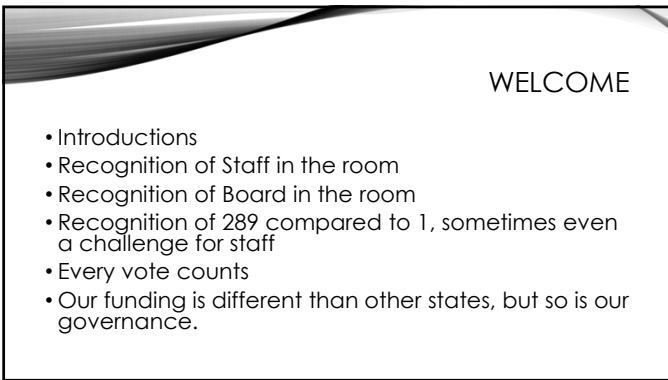 WELCOME
• Introductions
• Recognition of Staff in the room
• Recognition of Board in the room
• Recognition of 289 compared to 1, sometimes even
a challenge for staff
• Every vote counts
• Our funding is different than other states, but so is our
governance.